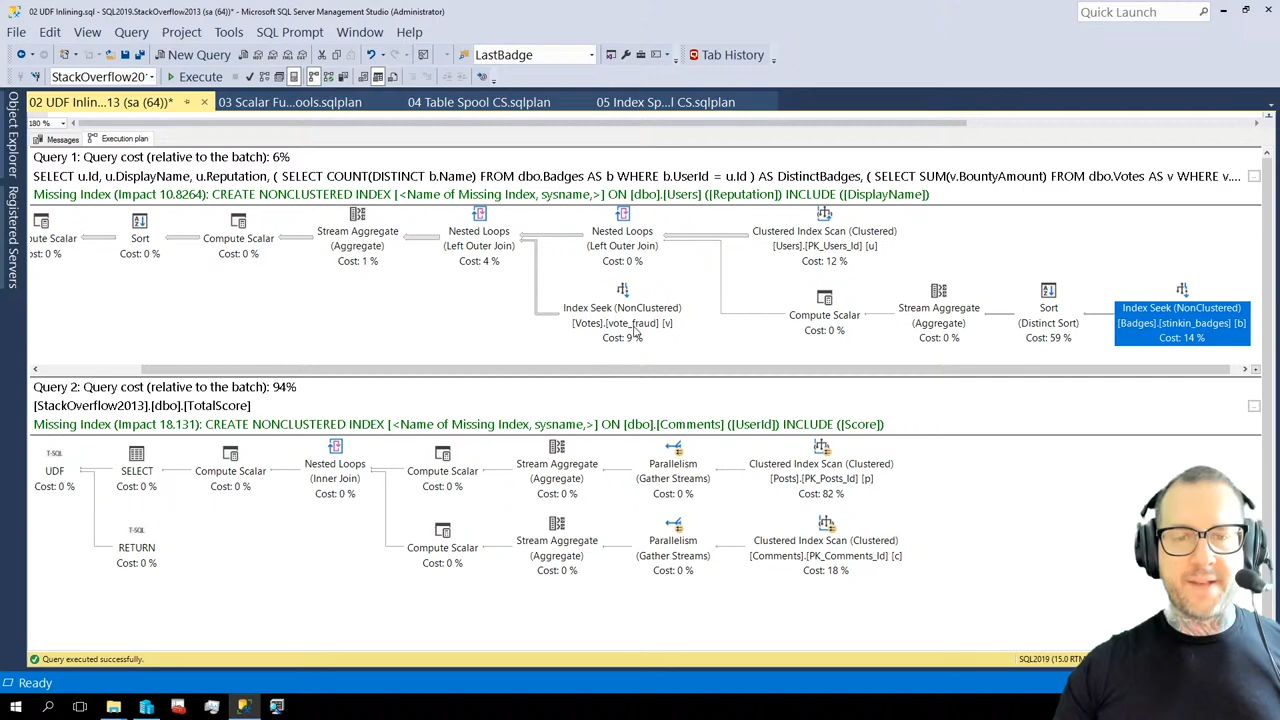 02 UDF Inlining.sql - SQL2019.StackOverflow2013 (sa (64))* - Microsoft SQL Server Management Studio (Administrator)
Quick Launch
File Edit View Query Project Tools SQL Prompt Window Help
New Query
LastBadge
Tab History
StackOverflow20
Execute
02 UDF Inlin...13 (sa (64))*
03 Scalar Fu...ools.sqlplan
04 Table Spool CS.sqlplan
05 Index Sp...l CS.sqlplan
Object Explorer
Registered Servers
180 %
Messages
Execution plan
Query 1: Query cost (relative to the batch): 6%
SELECT u.Id, u.DisplayName, u.Reputation, ( SELECT COUNT(DISTINCT b.Name) FROM dbo.Badges AS b WHERE b.UserId = u.Id ) AS DistinctBadges, ( SELECT SUM(v.BountyAmount) FROM dbo.Votes AS v WHERE v....
Missing Index (Impact 10.8264): CREATE NONCLUSTERED INDEX [<Name of Missing Index, sysname,>] ON [dbo].[Users] ([Reputation]) INCLUDE ([DisplayName])
ute Scalar
Cost: 0 %
Sort
Cost: 0 %
Compute Scalar
Cost: 0 %
Stream Aggregate
(Aggregate)
Cost: 1 %
Nested Loops
(Left Outer Join)
Cost: 4 %
Nested Loops
(Left Outer Join)
Cost: 0 %
Clustered Index Scan (Clustered)
[Users].[PK_Users_Id] [u]
Cost: 12 %
Index Seek (NonClustered)
[Votes].[vote_fraud] [v]
Cost: 9 %
Compute Scalar
Cost: 0 %
Stream Aggregate
(Aggregate)
Cost: 0 %
Sort
(Distinct Sort)
Cost: 59 %
Index Seek (NonClustered)
[Badges].[stinkin_badges] [b]
Cost: 14 %
Query 2: Query cost (relative to the batch): 94%
[StackOverflow2013].[dbo].[TotalScore]
Missing Index (Impact 18.131): CREATE NONCLUSTERED INDEX [<Name of Missing Index, sysname,>] ON [dbo].[Comments] ([UserId]) INCLUDE ([Score])
T-SQL
UDF
Cost: 0 %
SELECT
Cost: 0 %
Compute Scalar
Cost: 0 %
Nested Loops
(Inner Join)
Cost: 0 %
Compute Scalar
Cost: 0 %
Stream Aggregate
(Aggregate)
Cost: 0 %
Parallelism
(Gather Streams)
Cost: 0 %
Clustered Index Scan (Clustered)
[Posts].[PK_Posts_Id] [p]
Cost: 82 %
T-SQL
RETURN
Cost: 0 %
Compute Scalar
Cost: 0 %
Stream Aggregate
(Aggregate)
Cost: 0 %
Parallelism
(Gather Streams)
Cost: 0 %
Clustered Index Scan (Clustered)
[Comments].[PK_Comments_Id] [c]
Cost: 18 %
Query executed successfully.
SQL2019 (15.0 RTM
Ready